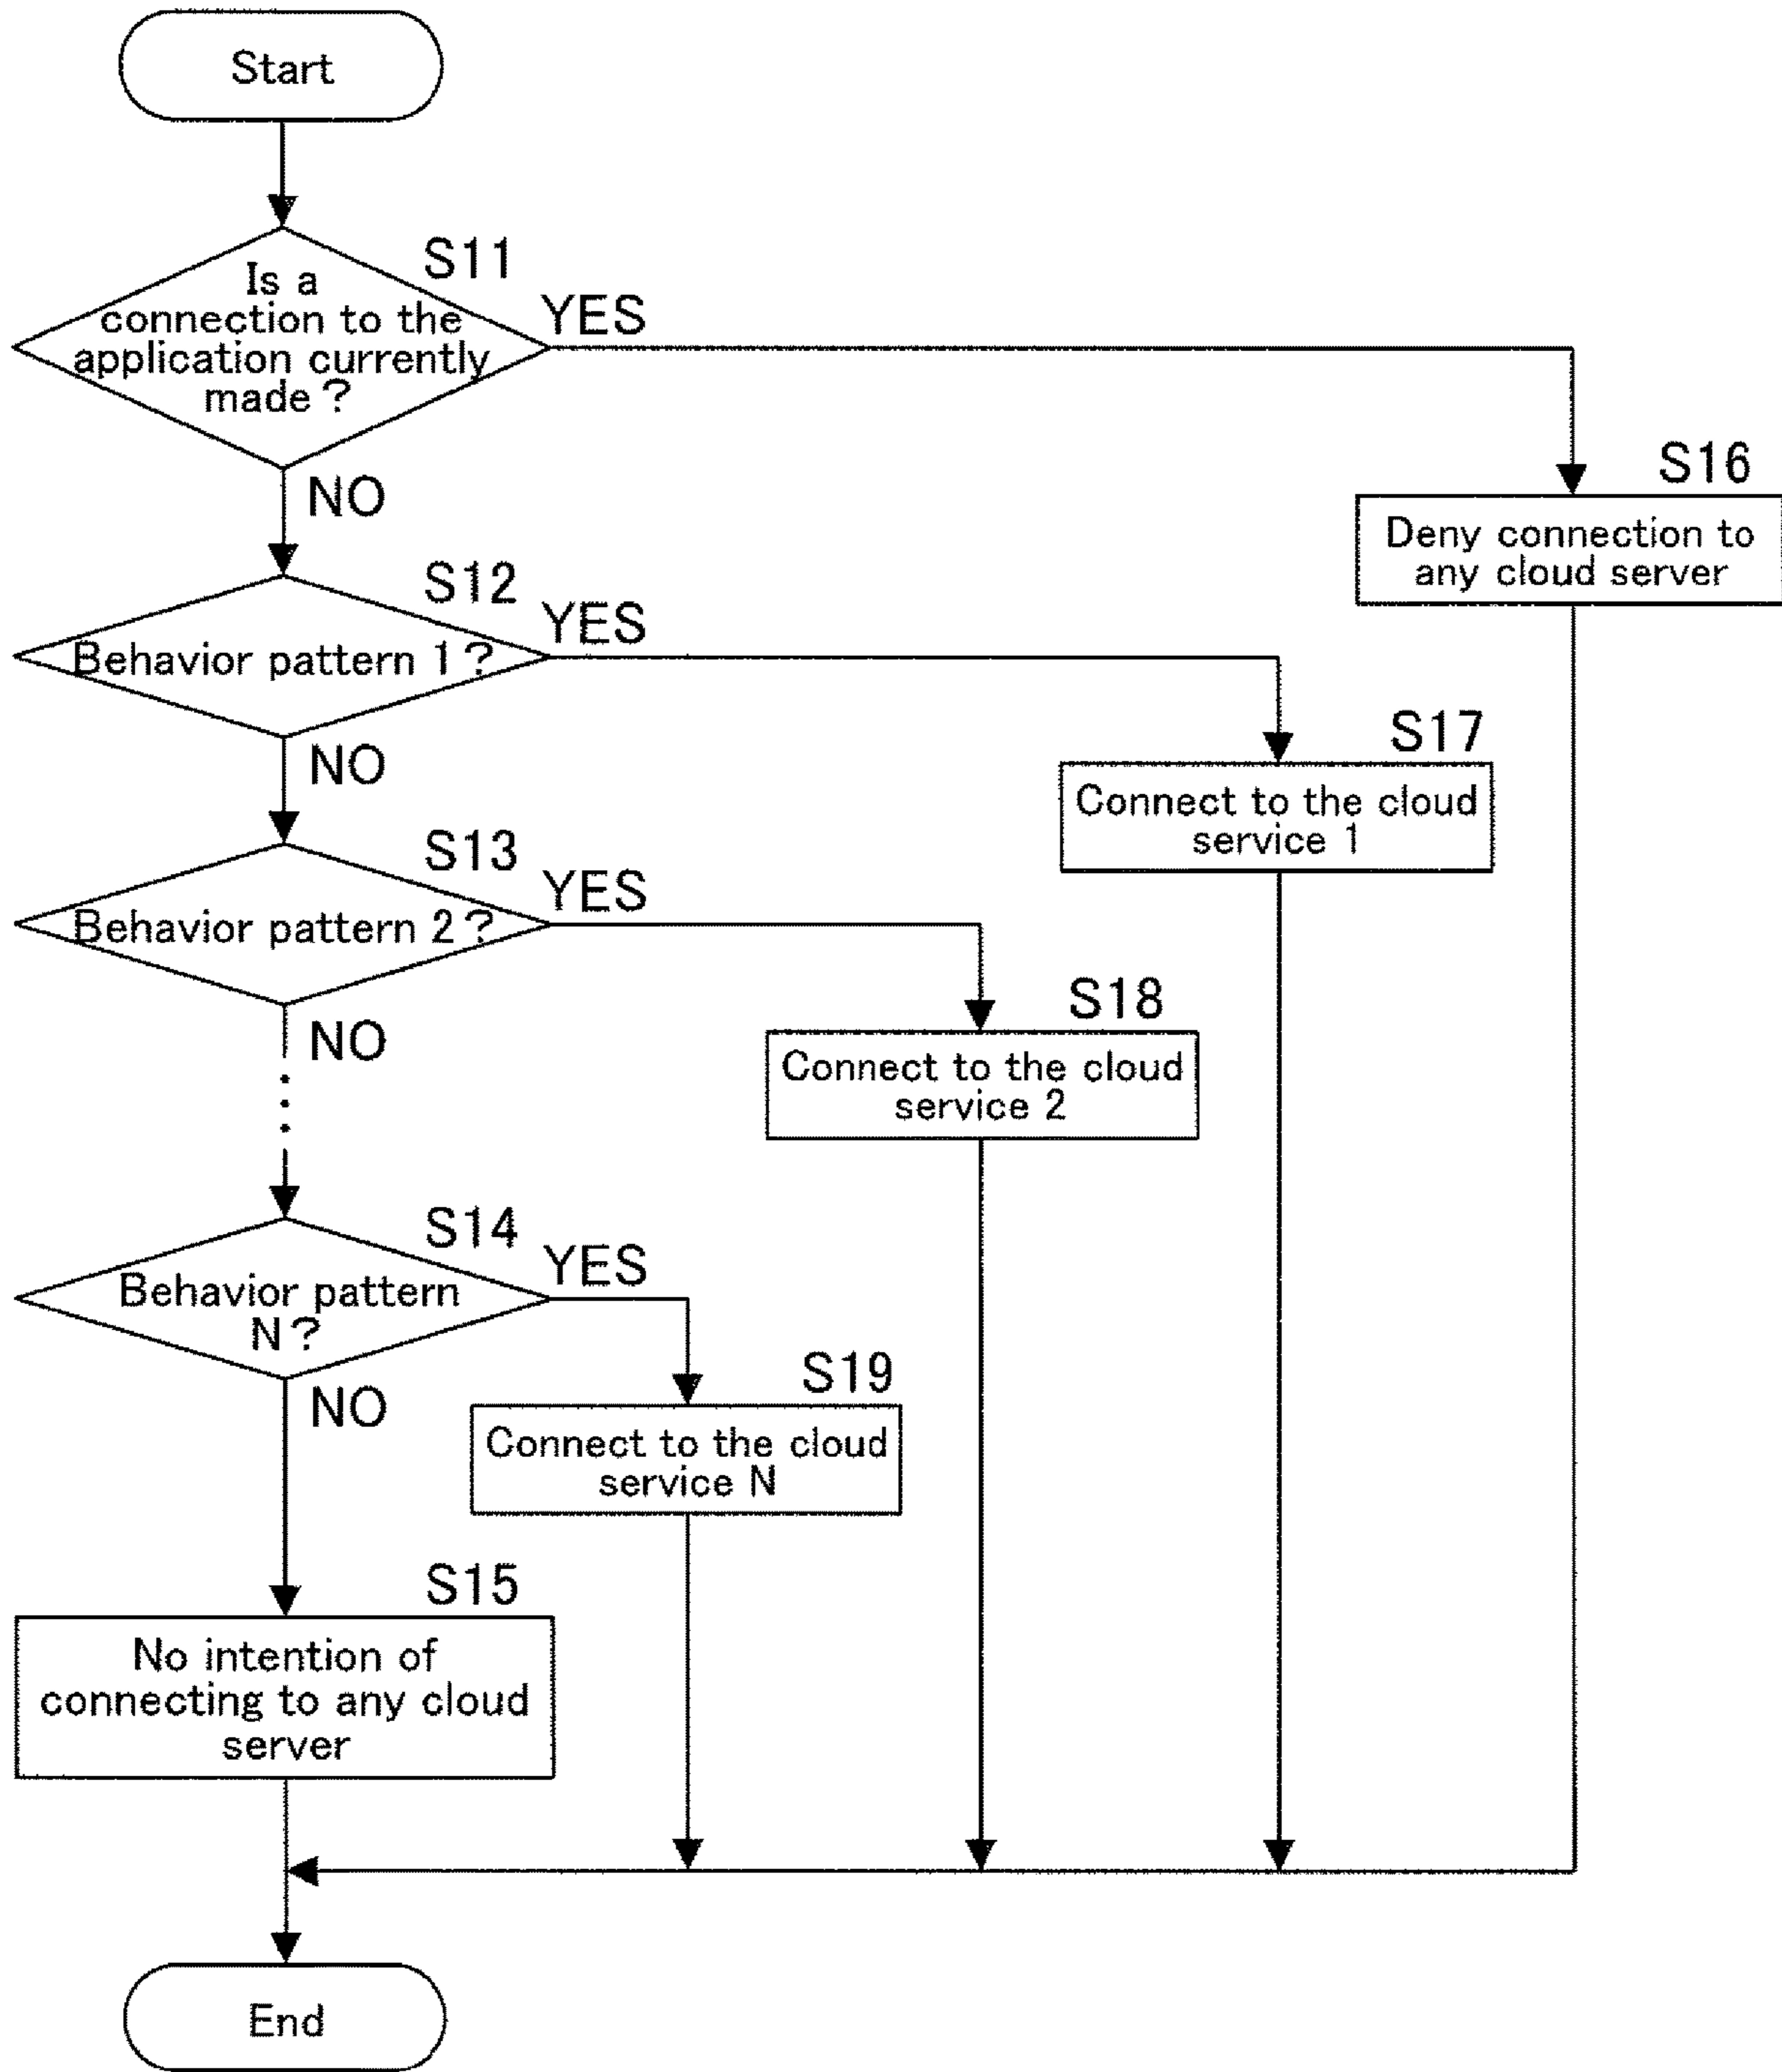 Start
S11
Is a
connection to the
application currently
made?
YES
NO
S16
Deny connection to
any cloud server
S12
Behavior pattern 1?
YES
NO
S17
Connect to the cloud
service 1
S13
Behavior pattern 2?
YES
NO
S18
Connect to the cloud
service 2
S14
Behavior pattern
N?
YES
NO
S19
Connect to the cloud
service N
S15
No intention of
connecting to any cloud
server
End